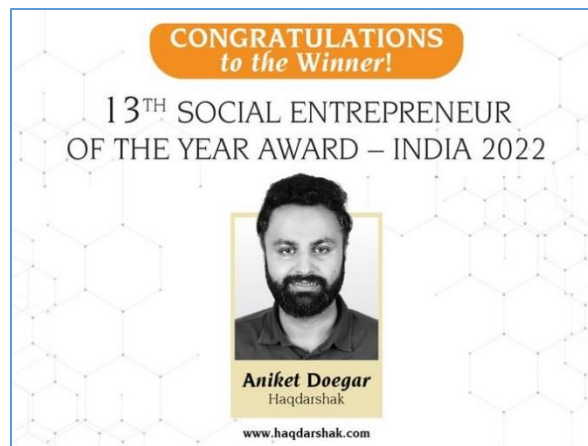 CONGRATULATIONS
to the Winner!
13TH SOCIAL ENTREPRENEUR
OF THE YEAR AWARD – INDIA 2022
Aniket Doegar
Haqdarshak
www.haqdarshak.com